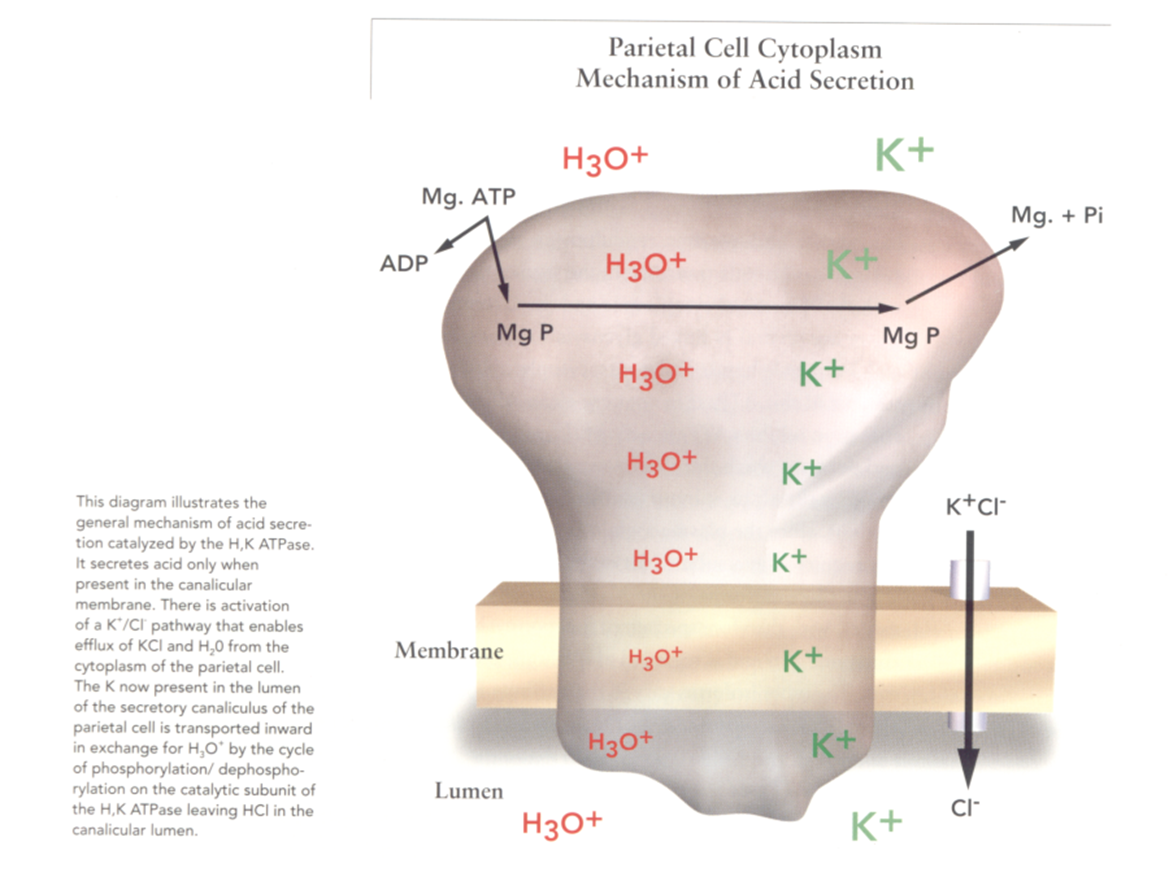 Parietal Cell Cytoplasm
Mechanism of Acid Secretion
H3O+ K+
Mg. ATP
Mg. + Pi
ADP
H3O+ K+
Mg P
Mg P
H3O+ K+
H3O+ K+
K+Cl-
This diagram illustrates the
general mechanism of acid secre-
tion catalyzed by the H,K ATPase.
It secretes acid only when
present in the canalicular
membrane. There is activation
of a K+/Cl- pathway that enables
efflux of KCl and H20 from the
cytoplasm of the parietal cell.
The K now present in the lumen
of the secretory canaliculus of the
parietal cell is transported inward
in exchange for H3O+ by the cycle
of phosphorylation/ dephospho-
rylation on the catalytic subunit of
the H,K ATPase leaving HCl in the
canalicular lumen.
H3O+ K+
Membrane
H3O+ K+
H3O+ K+
Lumen
Cl-
H3O+ K+